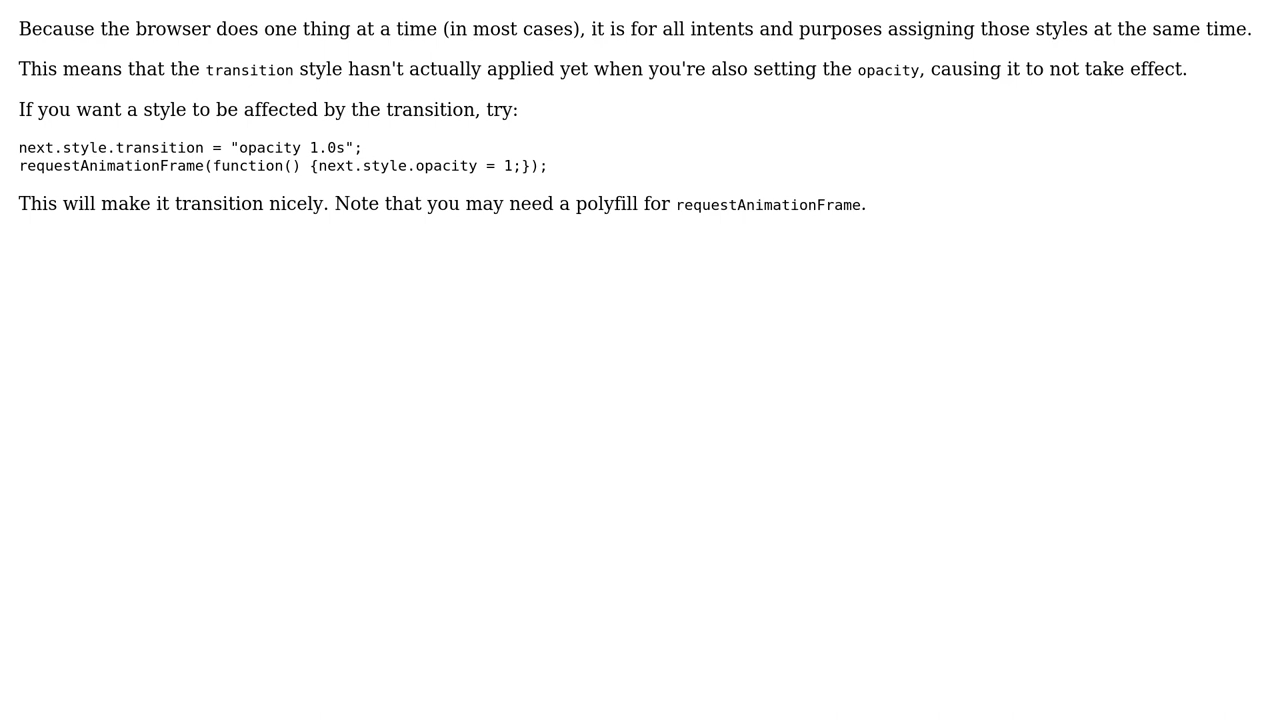 Because the browser does one thing at a time (in most cases), it is for all intents and purposes assigning those styles at the same time.
This means that the transition style hasn't actually applied yet when you're also setting the opacity, causing it to not take effect.
If you want a style to be affected by the transition, try:
next.style.transition = "opacity 1.0s";
requestAnimationFrame(function() {next.style.opacity = 1;});
This will make it transition nicely. Note that you may need a polyfill for requestAnimationFrame.